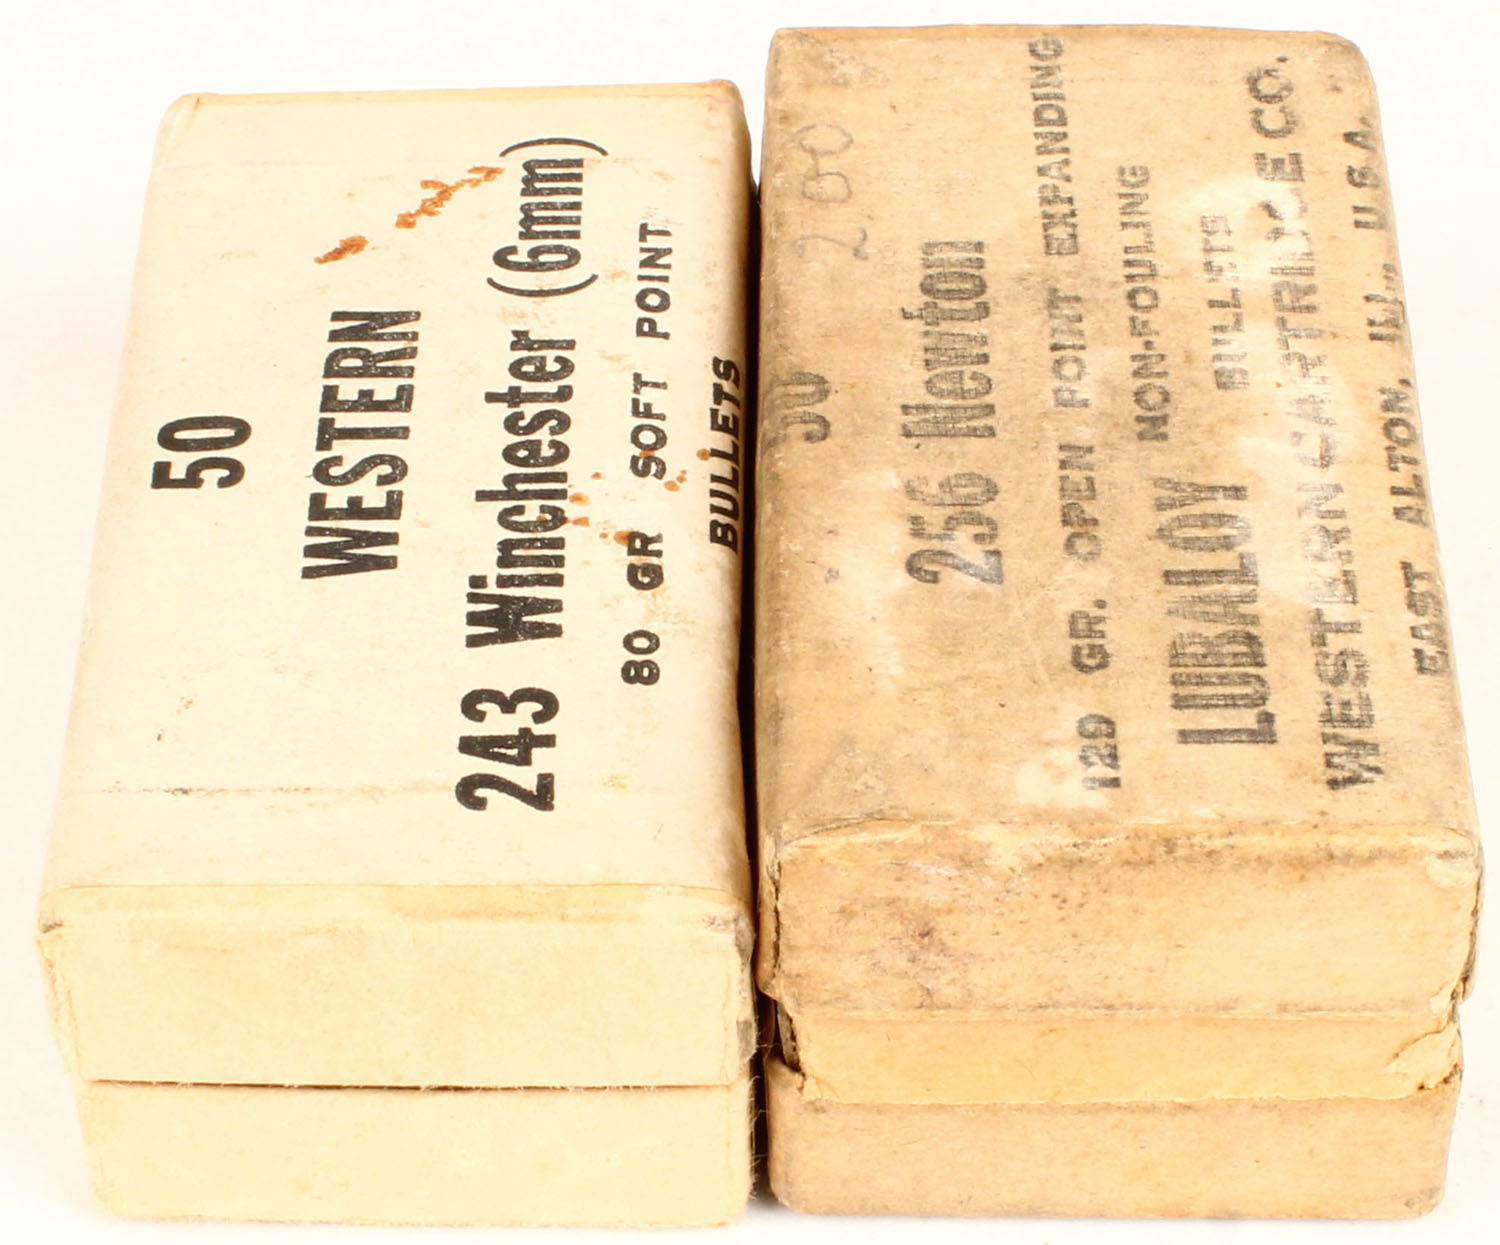 50
WESTERN
243 Winchester (6mm)
80 GR SOFT POINT
BULLETS
200
50
256 Newton
129 GR. OPEN POINT EXPANDING
NON-FOULING
LUBALOY BULLETS
WESTERN CARTRIDGE CO.
EAST ALTON, ILL., U.S.A.